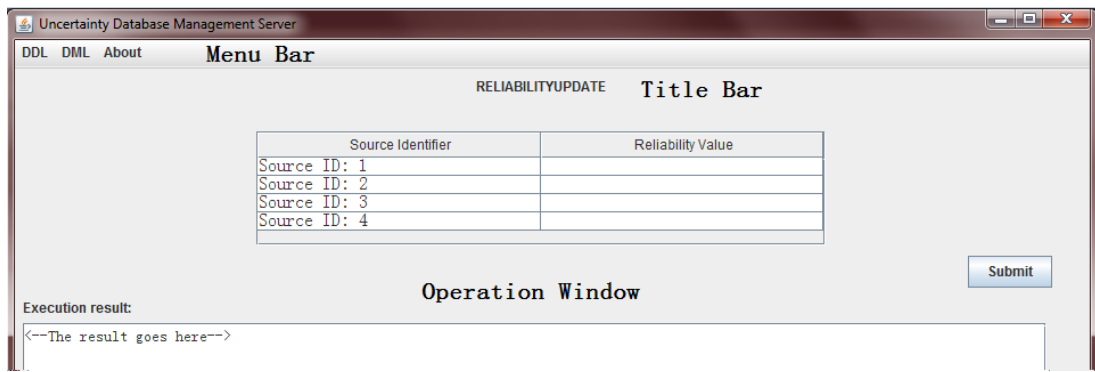 Uncertainty Database Management Server
DDL DML About Menu Bar
RELIABILITYUPDATE Title Bar
Source Identifier Reliability Value
Source ID: 1
Source ID: 2
Source ID: 3
Source ID: 4
Submit
Operation Window
Execution result:
<--The result goes here-->